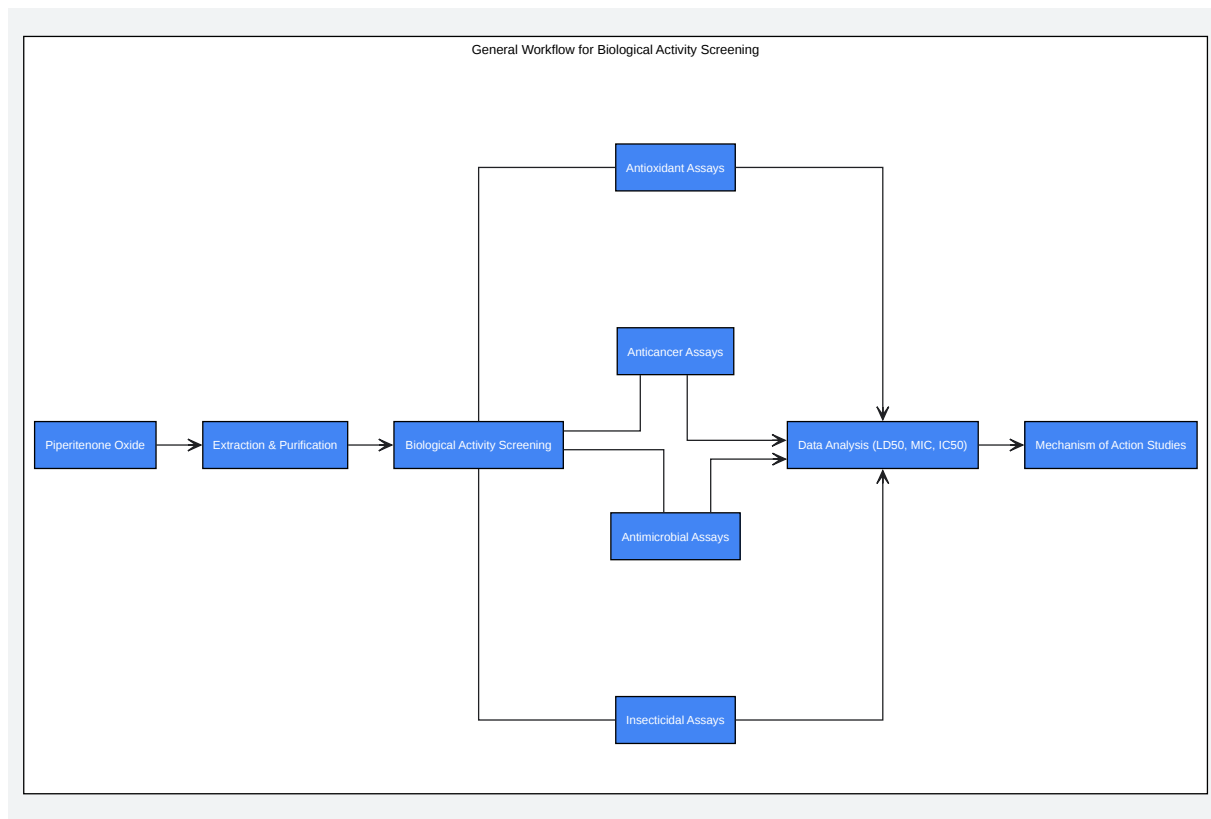 General Workflow for Biological Activity Screening
Antioxidant Assays
Anticancer Assays
Piperitenone Oxide
Extraction & Purification
Biological Activity Screening
Data Analysis (LD50, MIC, IC50)
Mechanism of Action Studies
Antimicrobial Assays
Insecticidal Assays